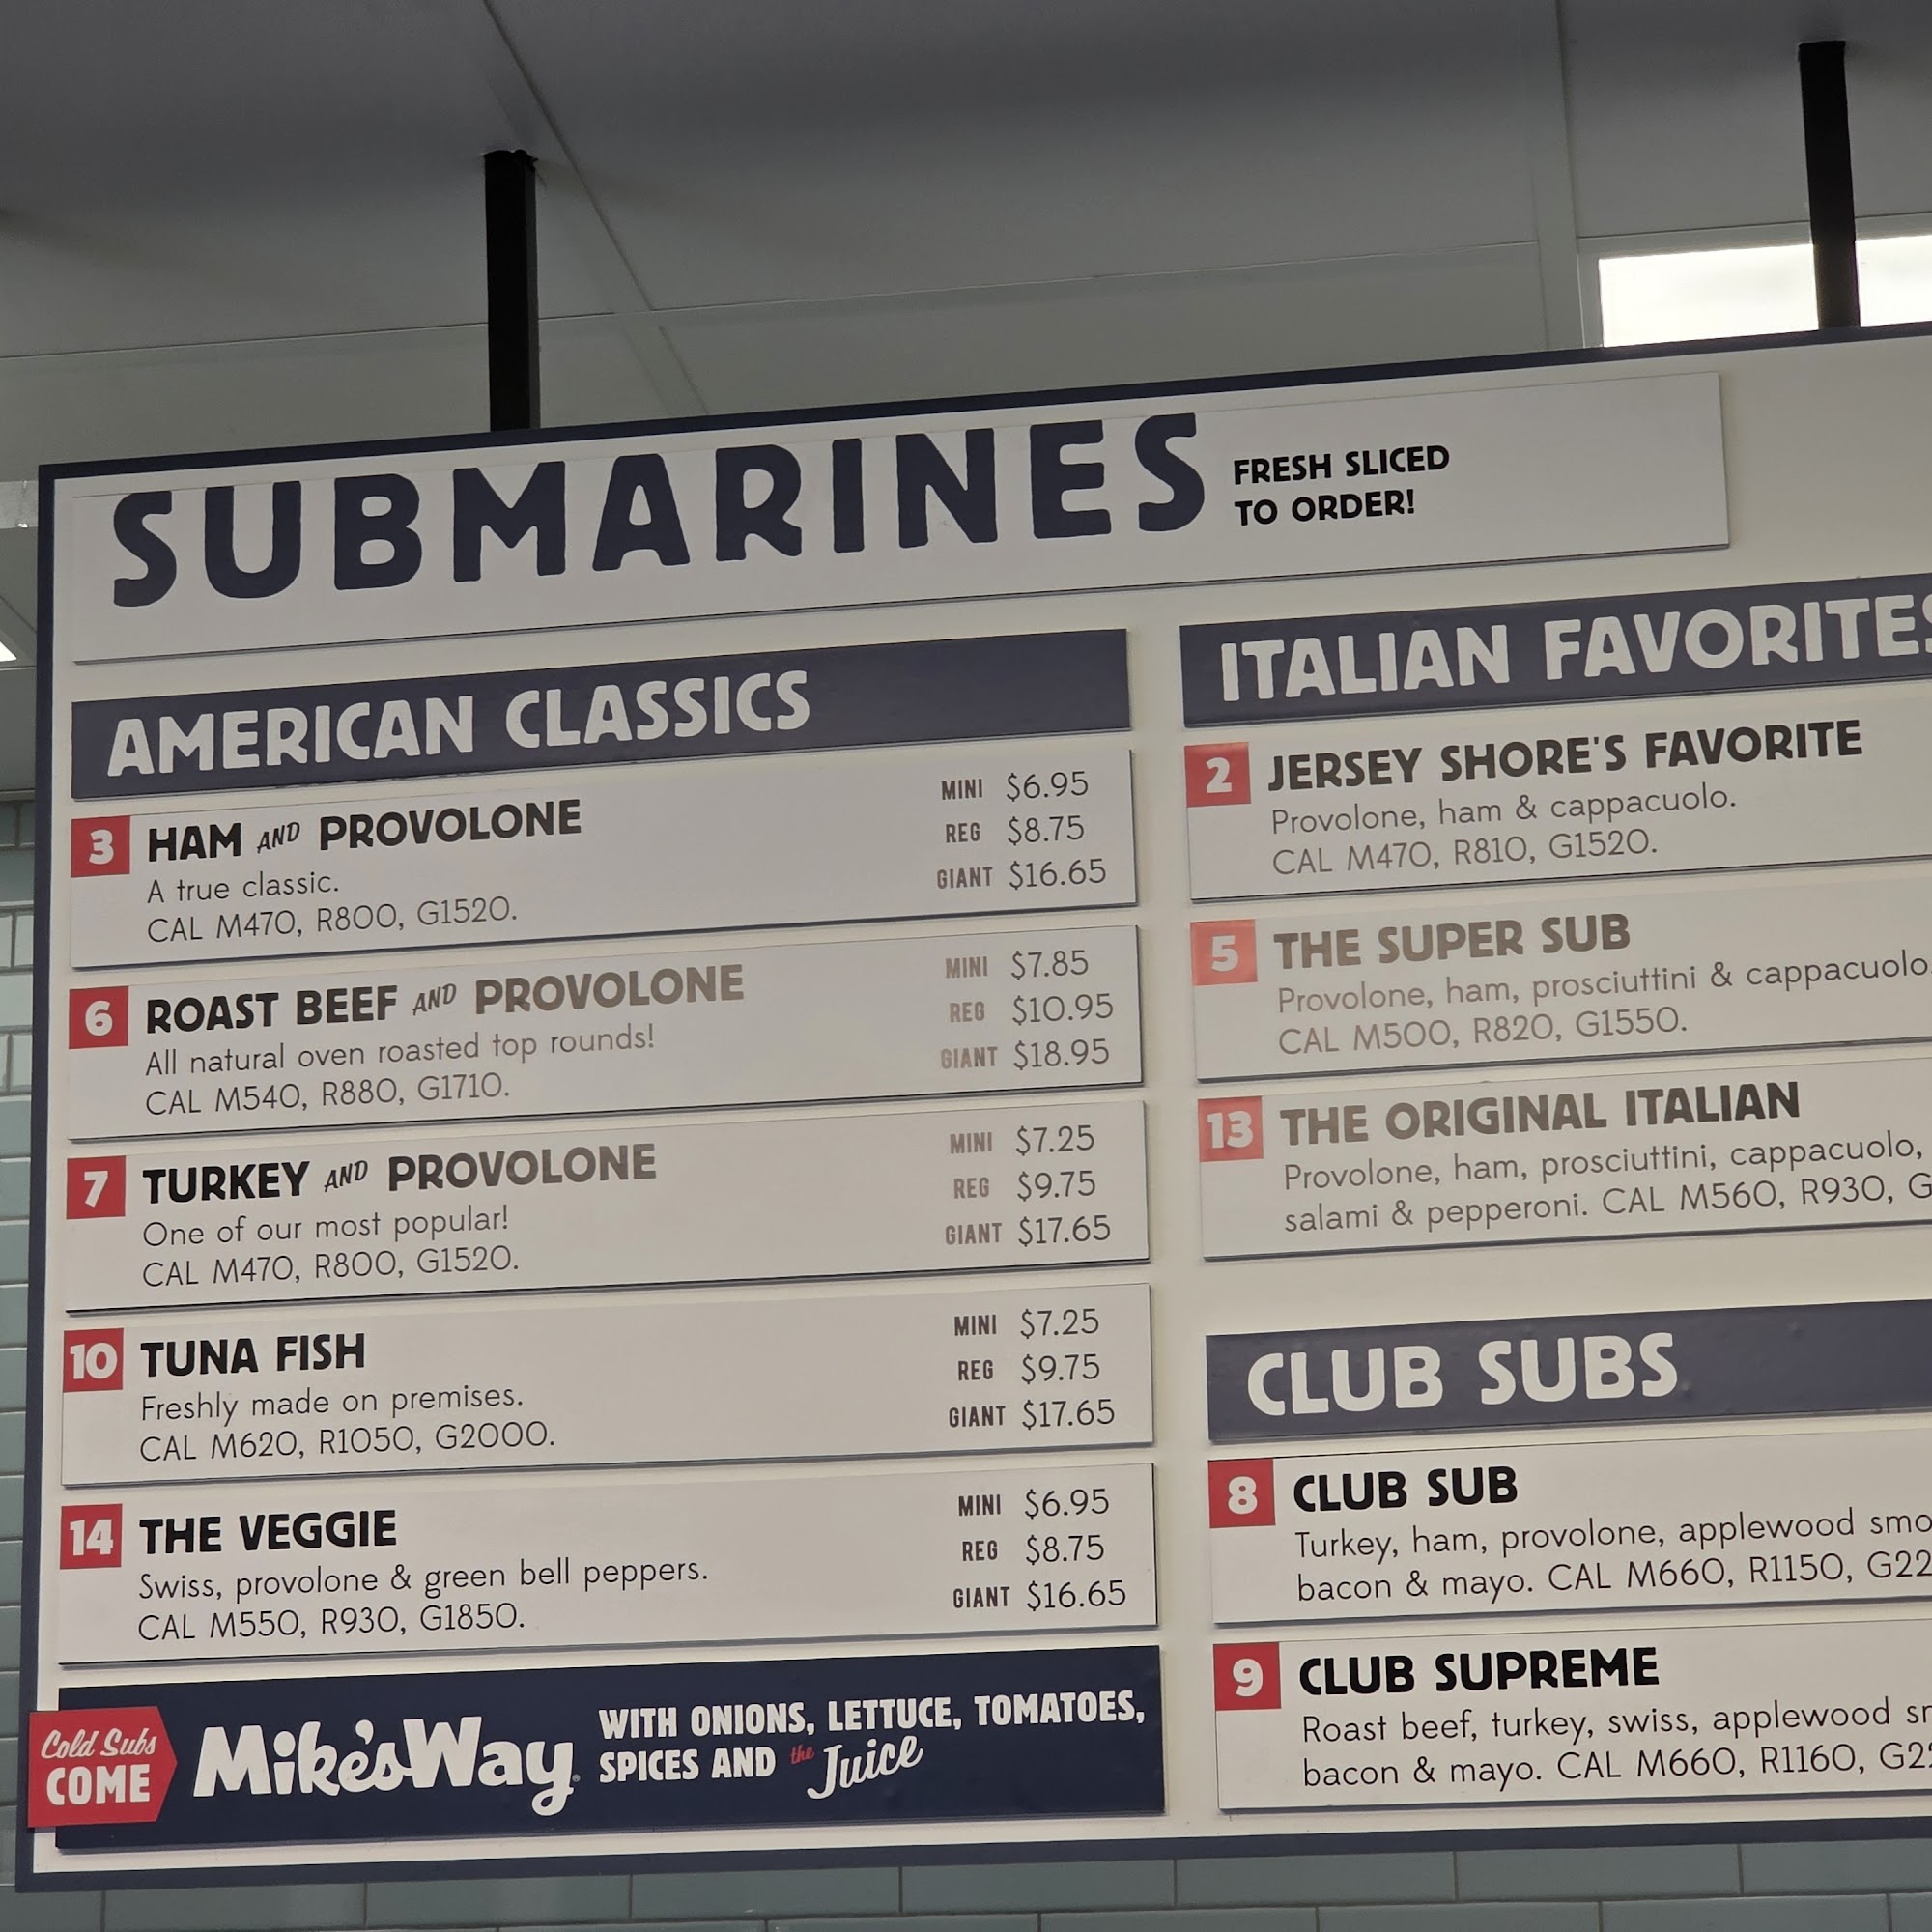 SUBMARINES
FRESH SLICED
TO ORDER!
AMERICAN CLASSICS
3 HAM AND PROVOLONE
A true classic.
CAL M470, R800, G1520.
MINI $6.95
REG $8.75
GIANT $16.65
6 ROAST BEEF AND PROVOLONE
All natural oven roasted top rounds!
CAL M540, R880, G1710.
MINI $7.85
REG $10.95
GIANT $18.95
7 TURKEY AND PROVOLONE
One of our most popular!
CAL M470, R800, G1520.
MINI $7.25
REG $9.75
GIANT $17.65
10 TUNA FISH
Freshly made on premises.
CAL M620, R1050, G2000.
MINI $7.25
REG $9.75
GIANT $17.65
14 THE VEGGIE
Swiss, provolone & green bell peppers.
CAL M550, R930, G1850.
MINI $6.95
REG $8.75
GIANT $16.65
Cold Subs
COME
Mike's Way
WITH ONIONS, LETTUCE, TOMATOES,
SPICES AND the Juice
ITALIAN FAVORITES
2 JERSEY SHORE'S FAVORITE
Provolone, ham & cappacuolo.
CAL M470, R810, G1520.
5 THE SUPER SUB
Provolone, ham, prosciuttini & cappacuolo
CAL M500, R820, G1550.
13 THE ORIGINAL ITALIAN
Provolone, ham, prosciuttini, cappacuolo,
salami & pepperoni. CAL M560, R930, G
CLUB SUBS
8 CLUB SUB
Turkey, ham, provolone, applewood smo
bacon & mayo. CAL M660, R1150, G22
9 CLUB SUPREME
Roast beef, turkey, swiss, applewood s
bacon & mayo. CAL M660, R1160, G2